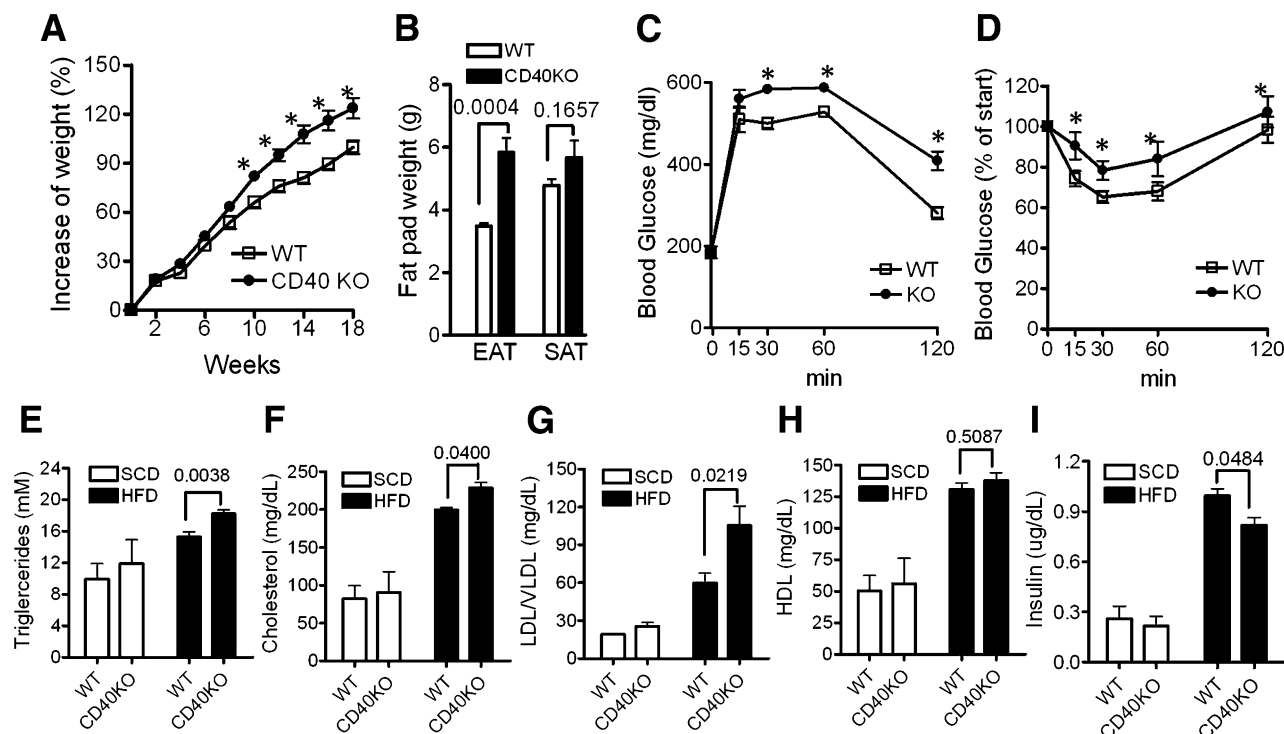 A
Increase of weight (%)
150
120
90
60
30
0
* * * * *
WT
CD40 KO
2 6 10 14 18
Weeks
B
WT
CD40KO
Fat pad weight (g)
8
6
4
2
0
0.0004 0.1657
EAT SAT
C
Blood Glucose (mg/dl)
600
400
200
0
* * *
WT
KO
0 15 30 60 120
min
D
Blood Glucose (% of start)
120
100
80
60
40
20
0
* * * *
WT
KO
0 15 30 60 120
min
E
Triglercerides (mM)
24
20
16
12
8
4
0
SCD
HFD
0.0038
WT CD40KO WT CD40KO
F
Cholesterol (mg/dL)
250
200
150
100
50
0
SCD
HFD
0.0400
WT CD40KO WT CD40KO
G
LDL/VLDL (mg/dL)
150
120
90
60
30
0
SCD
HFD
0.0219
WT CD40KO WT CD40KO
H
HDL (mg/dL)
150
125
100
75
50
25
0
SCD
HFD
0.5087
WT CD40KO WT CD40KO
I
Insulin (ug/dL)
1.2
0.9
0.6
0.3
0.0
SCD
HFD
0.0484
WT CD40KO WT CD40KO